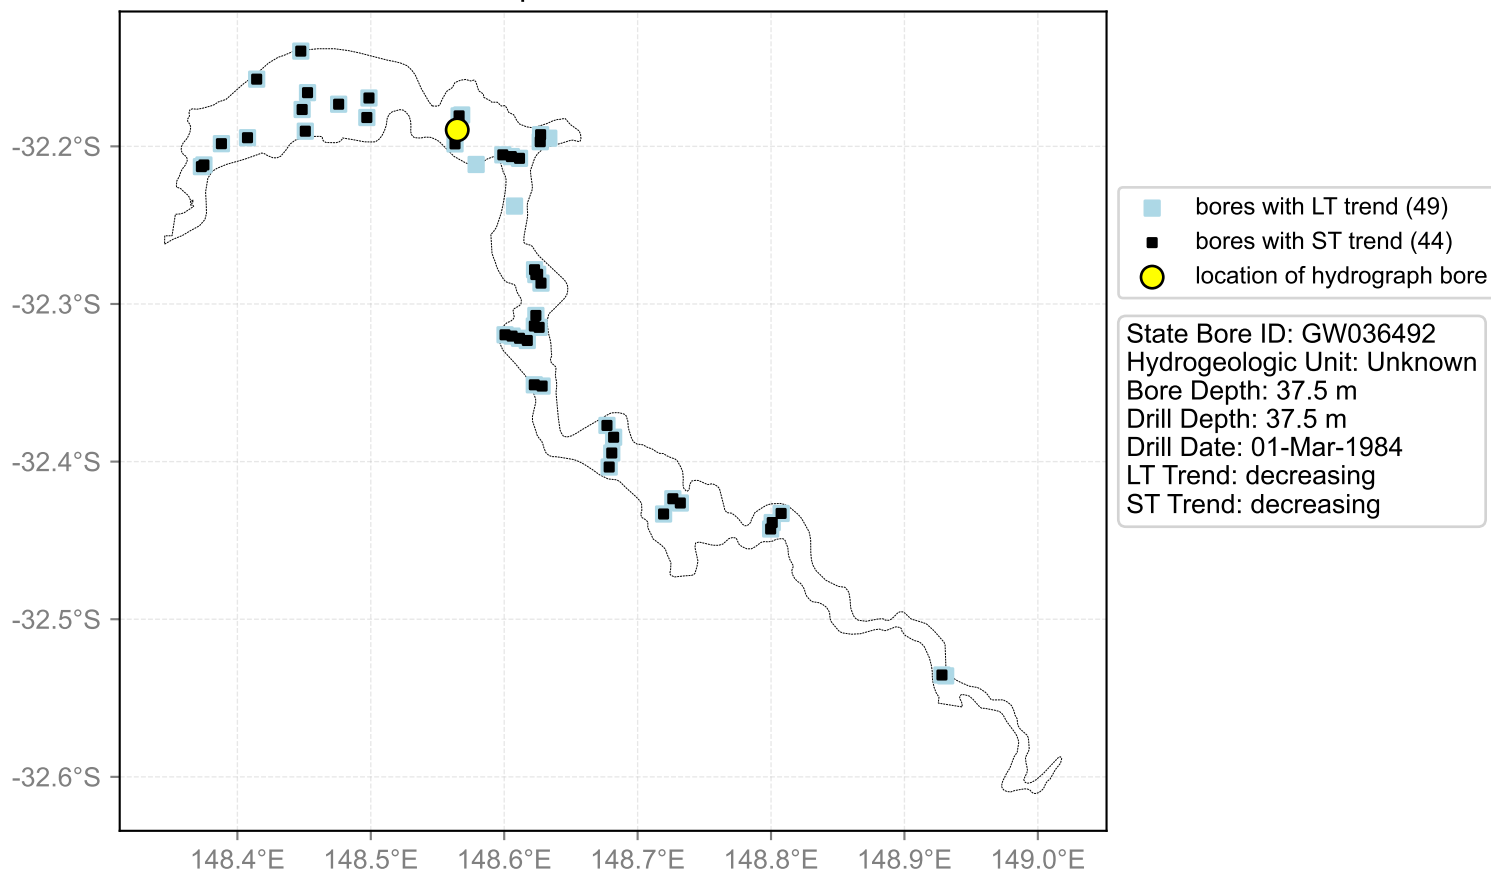 -32.2°S
-32.3°S
-32.4°S
-32.5°S
-32.6°S
148.4°E 148.5°E 148.6°E 148.7°E 148.8°E 148.9°E 149.0°E
bores with LT trend (49)
bores with ST trend (44)
location of hydrograph bore
State Bore ID: GW036492
Hydrogeologic Unit: Unknown
Bore Depth: 37.5 m
Drill Depth: 37.5 m
Drill Date: 01-Mar-1984
LT Trend: decreasing
ST Trend: decreasing